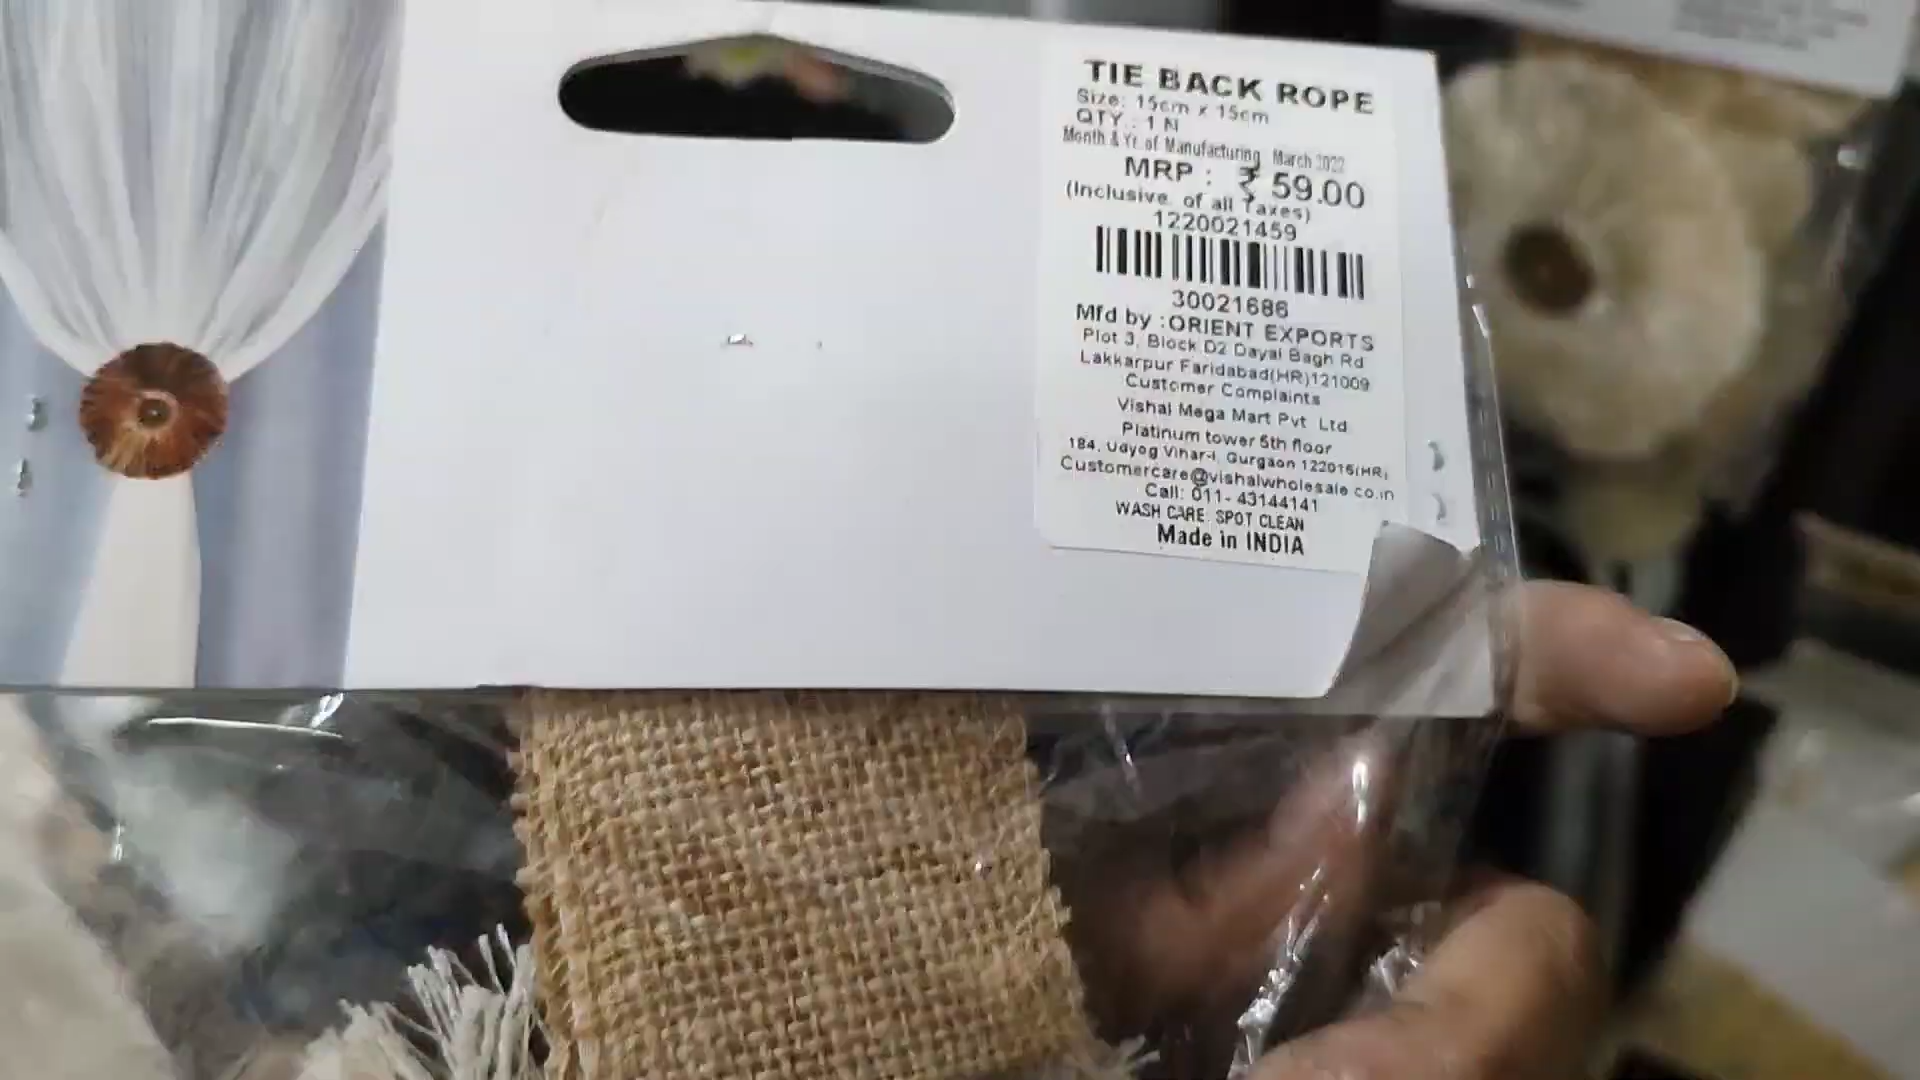 TIE BACK ROPE
Size: 15cm x 15cm
QTY.: 1 N
Month & Yr. of Manufacturing March 2022
MRP : ₹ 59.00
(Inclusive. of all Taxes)
1220021459
30021686
Mfd by :ORIENT EXPORTS
Plot 3, Block D2 Dayal Bagh Rd
Lakkarpur Faridabad(HR)121009
Customer Complaints
Vishal Mega Mart Pvt Ltd
Platinum tower 5th floor
184, Udyog Vihar-I, Gurgaon 122016(HR)
Customercare@vishalwholesale.co.in
Call: 011- 43144141
WASH CARE: SPOT CLEAN
Made in INDIA